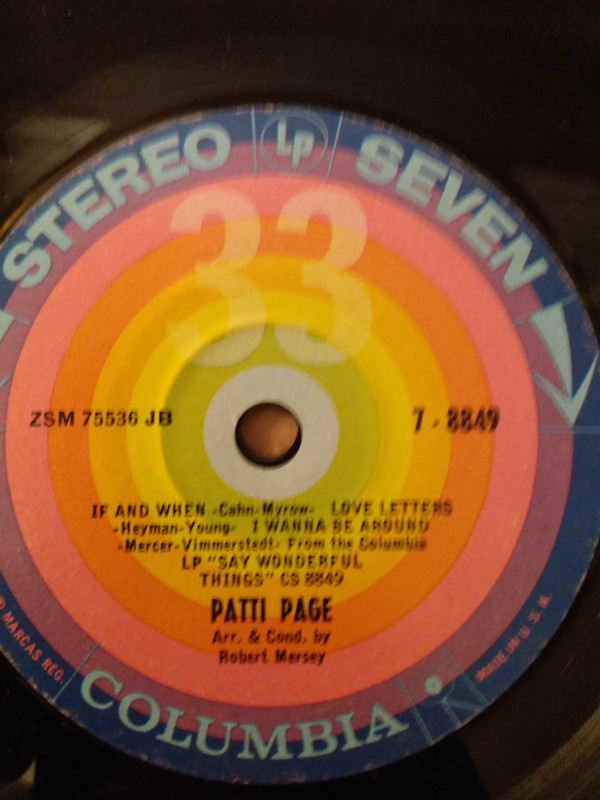 STEREO Lp SEVEN
33
ZSM 75536 JB
7-8849
IF AND WHEN -Cahn-Myrow- LOVE LETTERS
-Heyman-Young- I WANNA BE AROUND
-Mercer-Vimmerstedt- From the Columbia
LP "SAY WONDERFUL
THINGS" CS 8849
PATTI PAGE
Arr. & Cond. by
Robert Mersey
MARCAS REG.
COLUMBIA
MADE IN U. S. A.